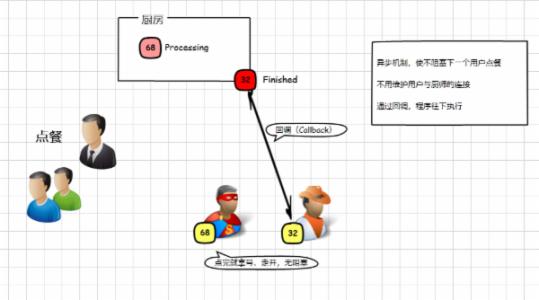 厨房
68 Processing
32 Finished
异步机制，使不阻塞下一个用户点餐
不用维护用户与厨师的连接
通过回调，程序往下执行
回调（Callback）
点餐
68
32
点完就拿号、走开，无阻塞